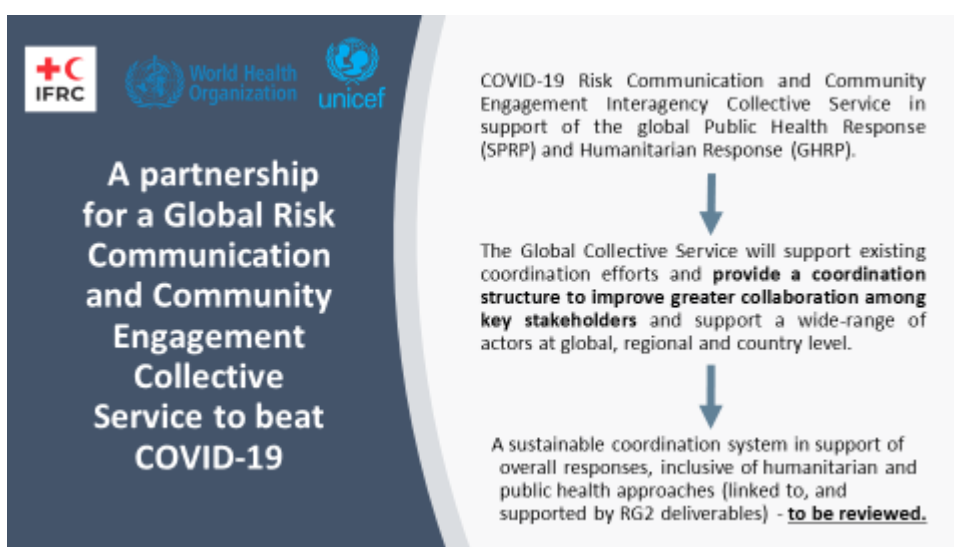 IFRC
World Health
Organization
unicef
A partnership
for a Global Risk
Communication
and Community
Engagement
Collective
Service to beat
COVID-19
COVID-19 Risk Communication and Community
Engagement Interagency Collective Service in
support of the global Public Health Response
(SPRP) and Humanitarian Response (GHRP).
The Global Collective Service will support existing
coordination efforts and provide a coordination
structure to improve greater collaboration among
key stakeholders and support a wide-range of
actors at global, regional and country level.
A sustainable coordination system in support of
overall responses, inclusive of humanitarian and
public health approaches (linked to, and
supported by RG2 deliverables) - to be reviewed.